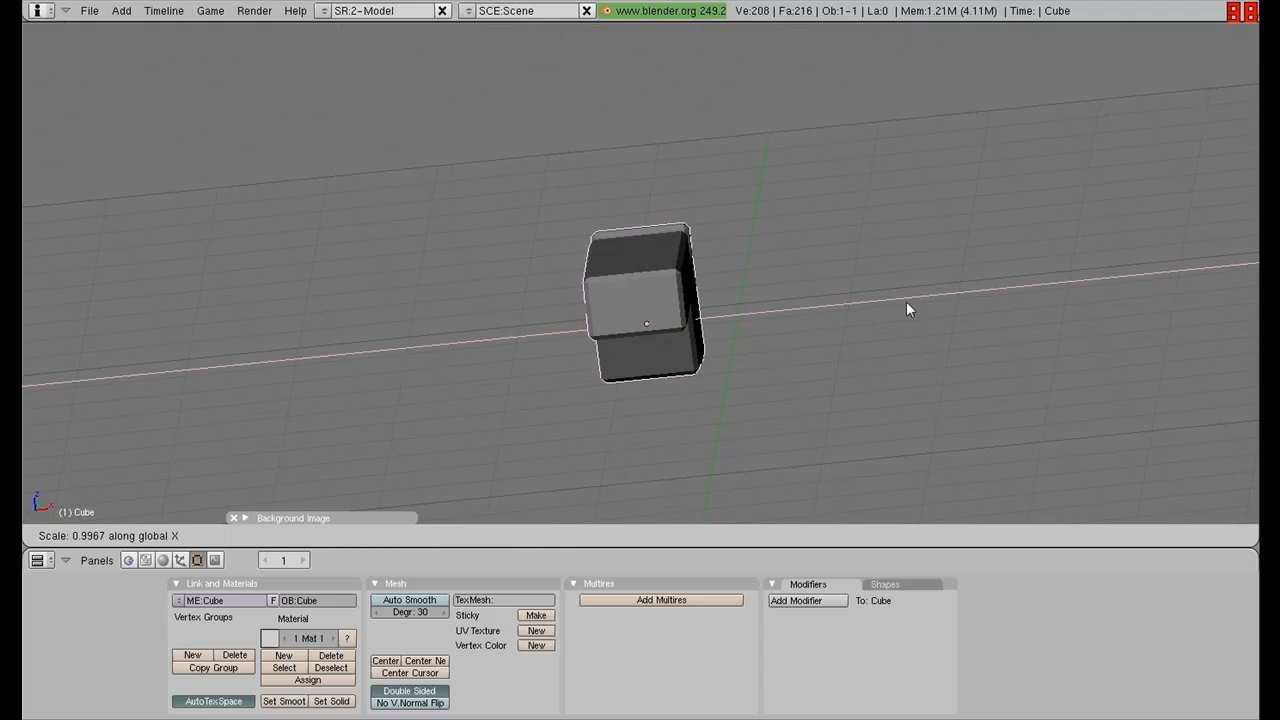 File Add Timeline Game Render Help SR:2-Model SCE:Scene www.blender.org 249.2 Ve:208 | Fa:216 | Ob:1-1 | La:0 | Mem:1.21M (4.11M) | Time: | Cube
(1) Cube
Background Image
Scale: 0.9967 along global X
Panels 1
Link and Materials Mesh Multires Modifiers Shapes
ME:Cube F OB:Cube Auto Smooth TexMesh: Add Multires Add Modifier To: Cube
Vertex Groups Material Degr: 30 Sticky Make
1 Mat 1 ? UV Texture New
Vertex Color New
New Delete New Delete
Copy Group Select Deselect Center Center Ne
Assign Center Cursor
Double Sided
AutoTexSpace Set Smoot Set Solid No V.Normal Flip